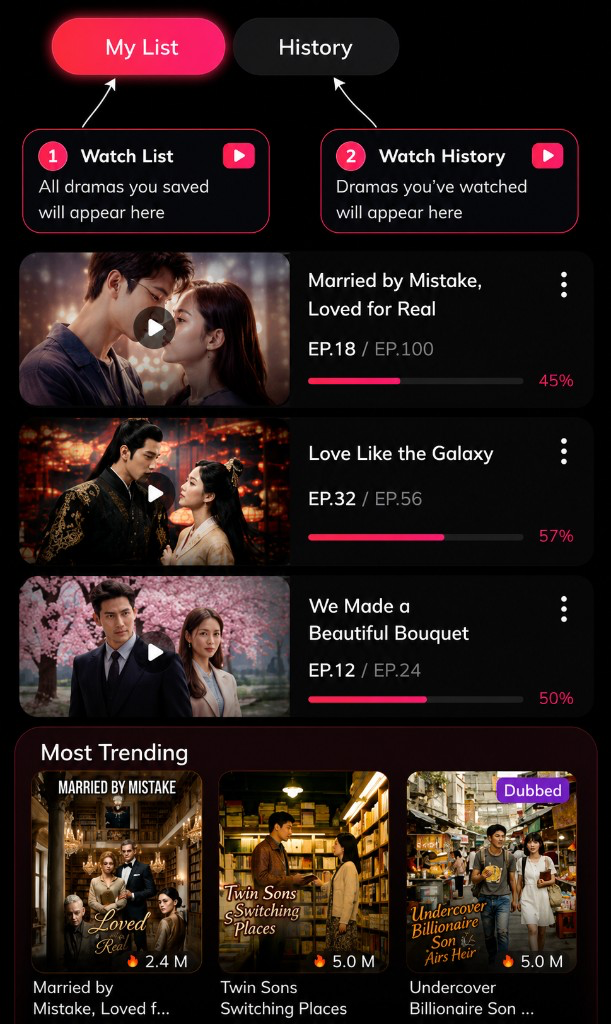 My List
History
1 Watch List
All dramas you saved
will appear here
2 Watch History
Dramas you've watched
will appear here
Married by Mistake,
Loved for Real
EP.18 / EP.100
45%
Love Like the Galaxy
EP.32 / EP.56
57%
We Made a
Beautiful Bouquet
EP.12 / EP.24
50%
Most Trending
MARRIED BY MISTAKE
Loved
Real
2.4 M
Married by
Mistake, Loved f...
Twin Sons
Switching
Places
5.0 M
Twin Sons
Switching Places
Dubbed
Undercover
Billionaire
Son
Airs Heir
5.0 M
Undercover
Billionaire Son ...